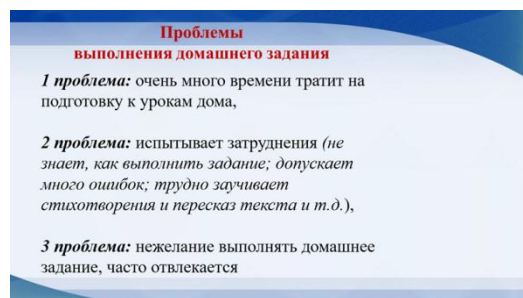 Проблемы
выполнения домашнего задания
1 проблема: очень много времени тратит на
подготовку к урокам дома,
2 проблема: испытывает затруднения (не
знает, как выполнить задание; допускает
много ошибок; трудно заучивает
стихотворения и пересказ текста и т.д.),
3 проблема: нежелание выполнять домашнее
задание, часто отвлекается